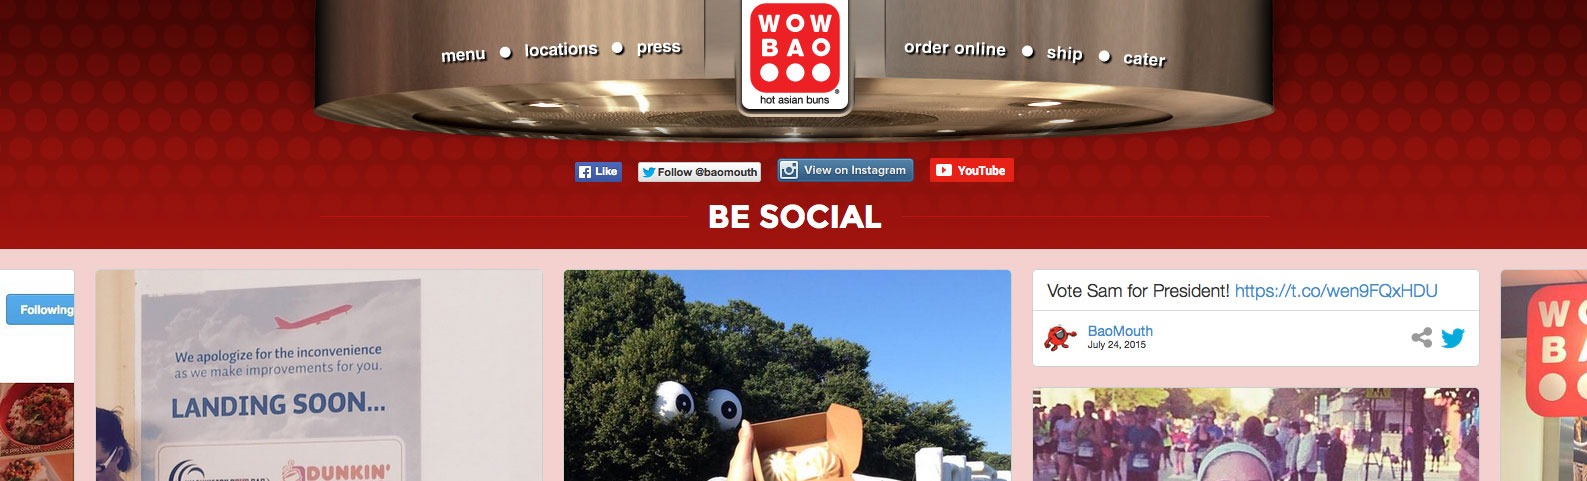 menu • locations • press
WOW
BAO
hot asian buns
order online • ship • cater
Like
Follow @baomouth
View on Instagram
YouTube
BE SOCIAL
Following
We apologize for the inconvenience
as we make improvements for you.
LANDING SOON...
DUNKIN'
Vote Sam for President! https://t.co/wen9FQxHDU
BaoMouth
July 24, 2015